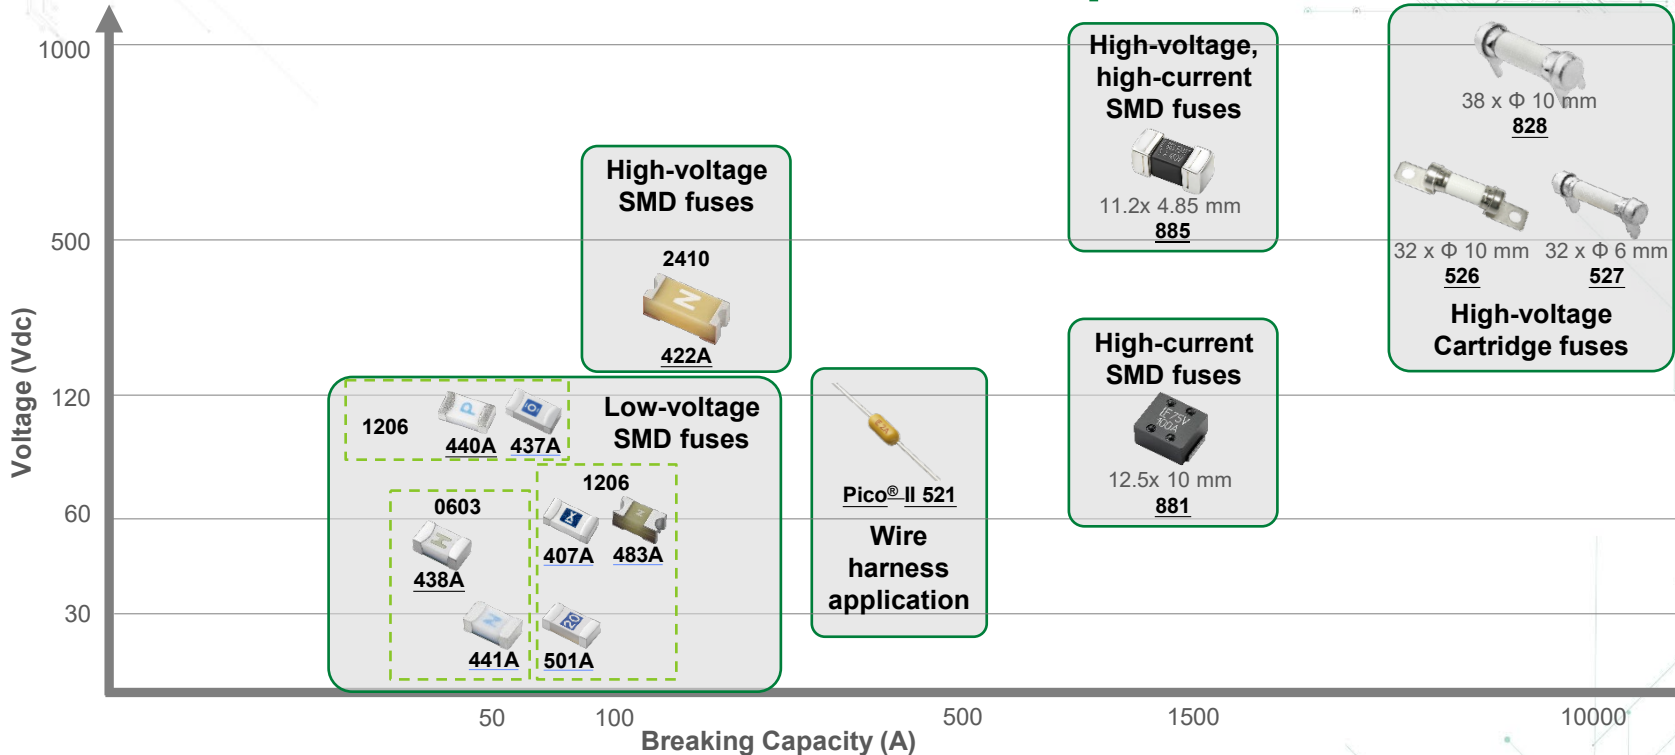 1000
500
120
60
30
Voltage (Vdc)
50
100
500
1500
10000
Breaking Capacity (A)
High-voltage
SMD fuses
2410
N
422A
Low-voltage
SMD fuses
1206
P
440A
437A
0603
438A
441A
1206
407A
483A
20
501A
Pico® II 521
Wire
harness
application
High-voltage,
high-current
SMD fuses
11.2x 4.85 mm
885
High-current
SMD fuses
12.5x 10 mm
881
38 x Φ 10 mm
828
32 x Φ 10 mm
526
32 x Φ 6 mm
527
High-voltage
Cartridge fuses